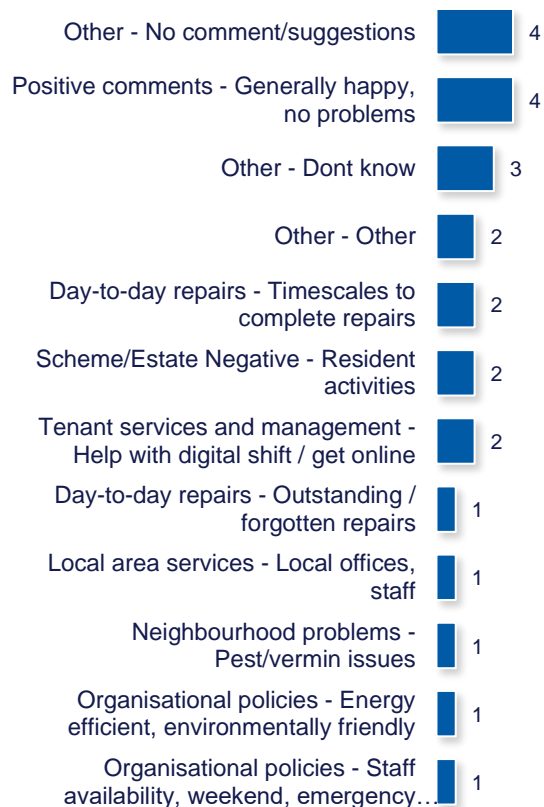 Other - No comment/suggestions 4
Positive comments - Generally happy,
no problems 4
Other - Dont know 3
Other - Other 2
Day-to-day repairs - Timescales to
complete repairs 2
Scheme/Estate Negative - Resident
activities 2
Tenant services and management -
Help with digital shift / get online 2
Day-to-day repairs - Outstanding /
forgotten repairs 1
Local area services - Local offices,
staff 1
Neighbourhood problems -
Pest/vermin issues 1
Organisational policies - Energy
efficient, environmentally friendly 1
Organisational policies - Staff
availability, weekend, emergency… 1